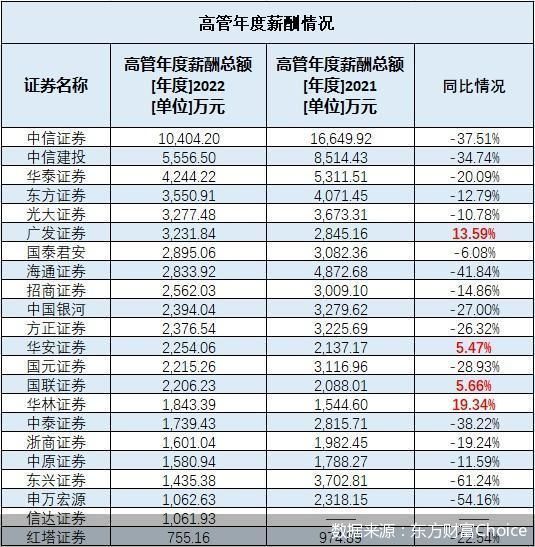 高管年度薪酬情况
证券名称 高管年度薪酬总额 [年度]2022 [单位]万元 高管年度薪酬总额 [年度]2021 [单位]万元 同比情况
中信证券 10,404.20 16,649.92 -37.51%
中信建投 5,556.50 8,514.43 -34.74%
华泰证券 4,244.22 5,311.51 -20.09%
东方证券 3,550.91 4,071.45 -12.79%
光大证券 3,277.48 3,673.31 -10.78%
广发证券 3,231.84 2,845.16 13.59%
国泰君安 2,895.06 3,082.36 -6.08%
海通证券 2,833.92 4,872.68 -41.84%
招商证券 2,562.03 3,009.10 -14.86%
中国银河 2,394.04 3,279.62 -27.00%
方正证券 2,376.54 3,225.69 -26.32%
华安证券 2,254.06 2,137.17 5.47%
国元证券 2,215.26 3,116.96 -28.93%
国联证券 2,206.23 2,088.01 5.66%
华林证券 1,843.39 1,544.60 19.34%
中泰证券 1,739.43 2,815.71 -38.22%
浙商证券 1,601.04 1,982.45 -19.24%
中原证券 1,580.94 1,788.27 -11.59%
东兴证券 1,435.38 3,702.81 -61.24%
申万宏源 1,062.63 2,318.15 -54.16%
信达证券 1,061.93
数据来源：东方财富Choice
红塔证券 755.16 974.89 -22.54%